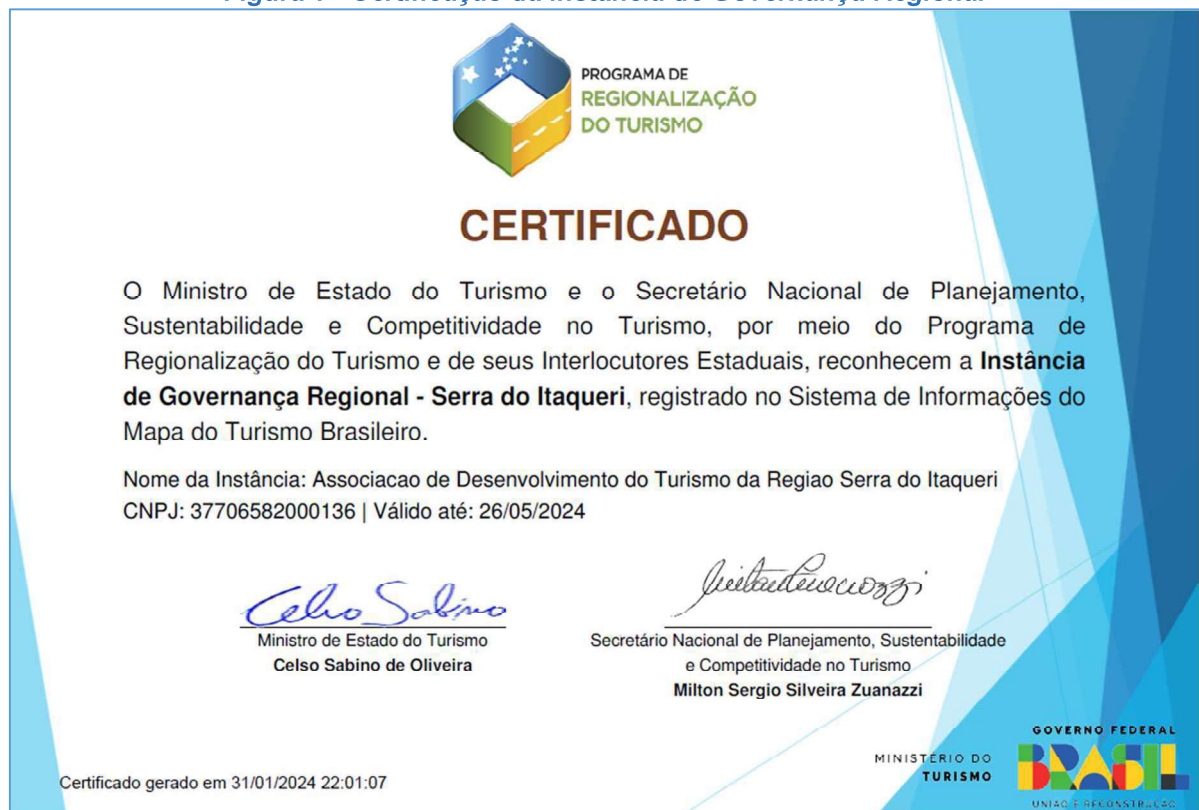 PROGRAMA DE
REGIONALIZAÇÃO
DO TURISMO
CERTIFICADO
O Ministro de Estado do Turismo e o Secretário Nacional de Planejamento,
Sustentabilidade e Competitividade no Turismo, por meio do Programa de
Regionalização do Turismo e de seus Interlocutores Estaduais, reconhecem a Instância
de Governança Regional - Serra do Itaqueri, registrado no Sistema de Informações do
Mapa do Turismo Brasileiro.
Nome da Instância: Associacao de Desenvolvimento do Turismo da Regiao Serra do Itaqueri
CNPJ: 37706582000136 | Válido até: 26/05/2024
Celso Sabino
Ministro de Estado do Turismo
Celso Sabino de Oliveira
Secretário Nacional de Planejamento, Sustentabilidade
e Competitividade no Turismo
Milton Sergio Silveira Zuanazzi
Certificado gerado em 31/01/2024 22:01:07
MINISTÉRIO DO
TURISMO
GOVERNO FEDERAL
BRASIL
UNIÃO E RECONSTRUÇÃO